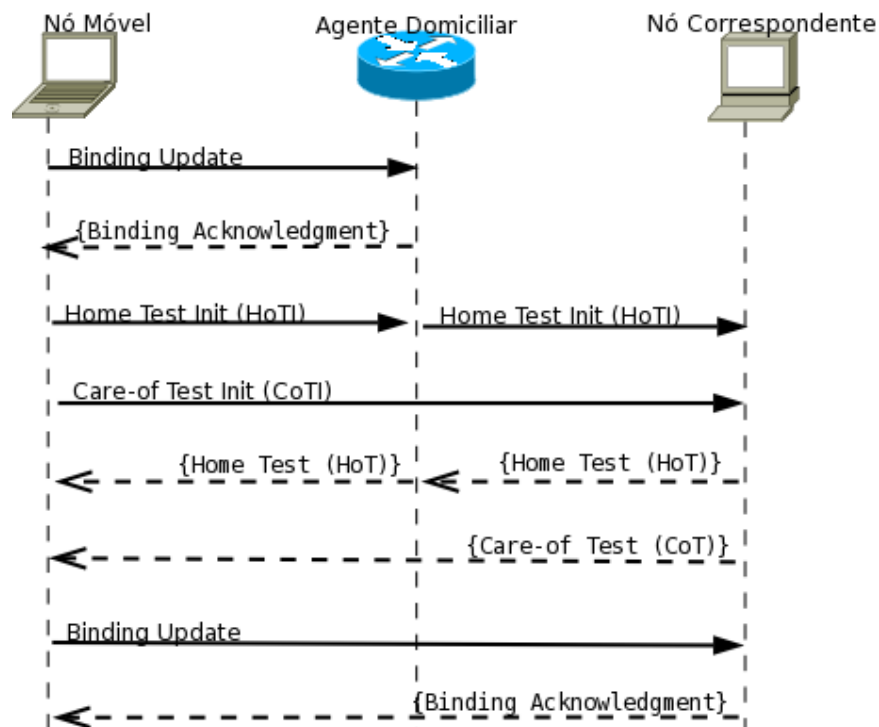 Nó Móvel
Agente Domiciliar
Nó Correspondente
Binding Update
{Binding Acknowledgment}
Home Test Init (HoTI)
Home Test Init (HoTI)
Care-of Test Init (CoTI)
{Home Test (HoT)}
{Home Test (HoT)}
{Care-of Test (CoT)}
Binding Update
{Binding Acknowledgment}